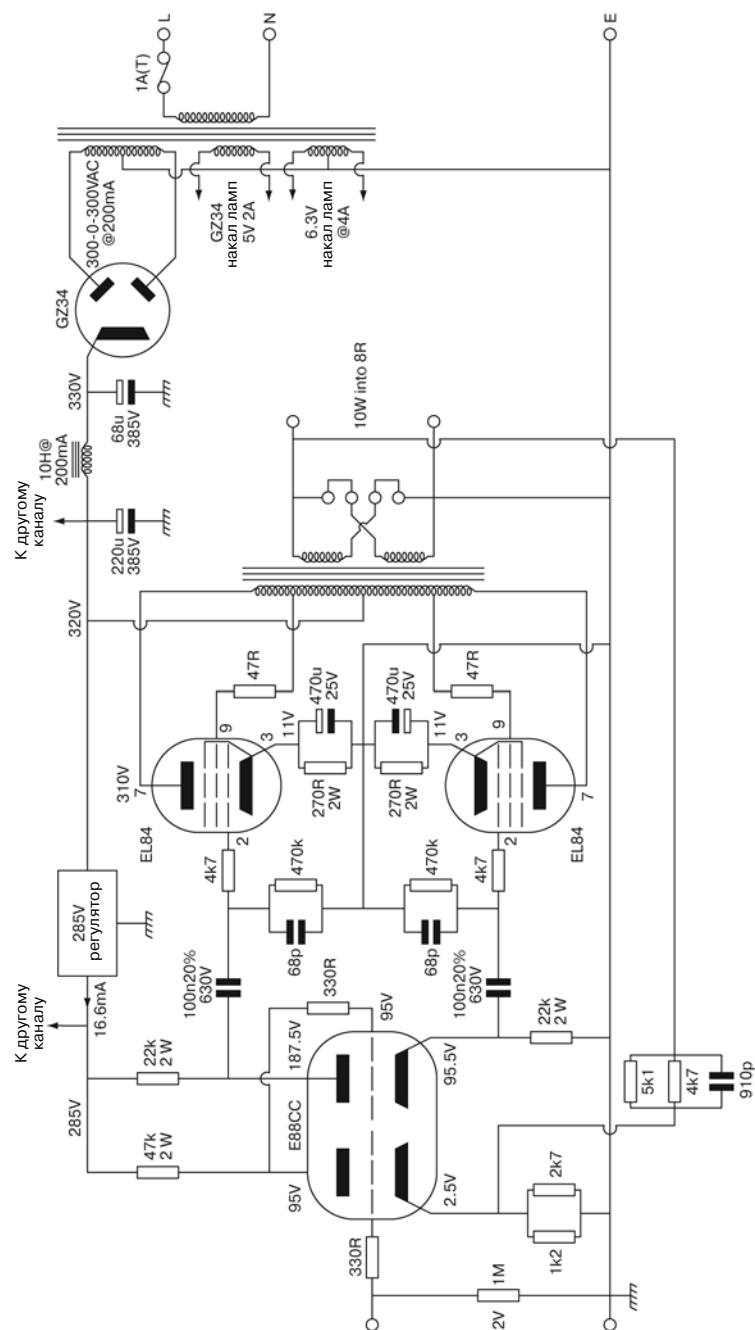 К другому
каналу
16.6mA
285V
285V
регулятор
320V
К другому
каналу
220u
385V
10H@
200mA
68u
385V
330V
GZ34
300-0-300VAC
@200mA
1A(T)
L
N
E
GZ34
накал ламп
5V 2A
6.3V
накал ламп
@4A
47k
2W
22k
2W
95V
E88CC
187.5V
330R
95V
2.5V
95.5V
330R
1M
2V
1k2
2k7
22k
2W
100n20%
630V
100n20%
630V
68p
470k
68p
470k
4k7
4k7
EL84
310V
7
2
9
3
11V
47R
270R
2W
470u
25V
270R
2W
470u
25V
11V
3
9
2
7
47R
EL84
10W into 8R
5k1
4k7
910p